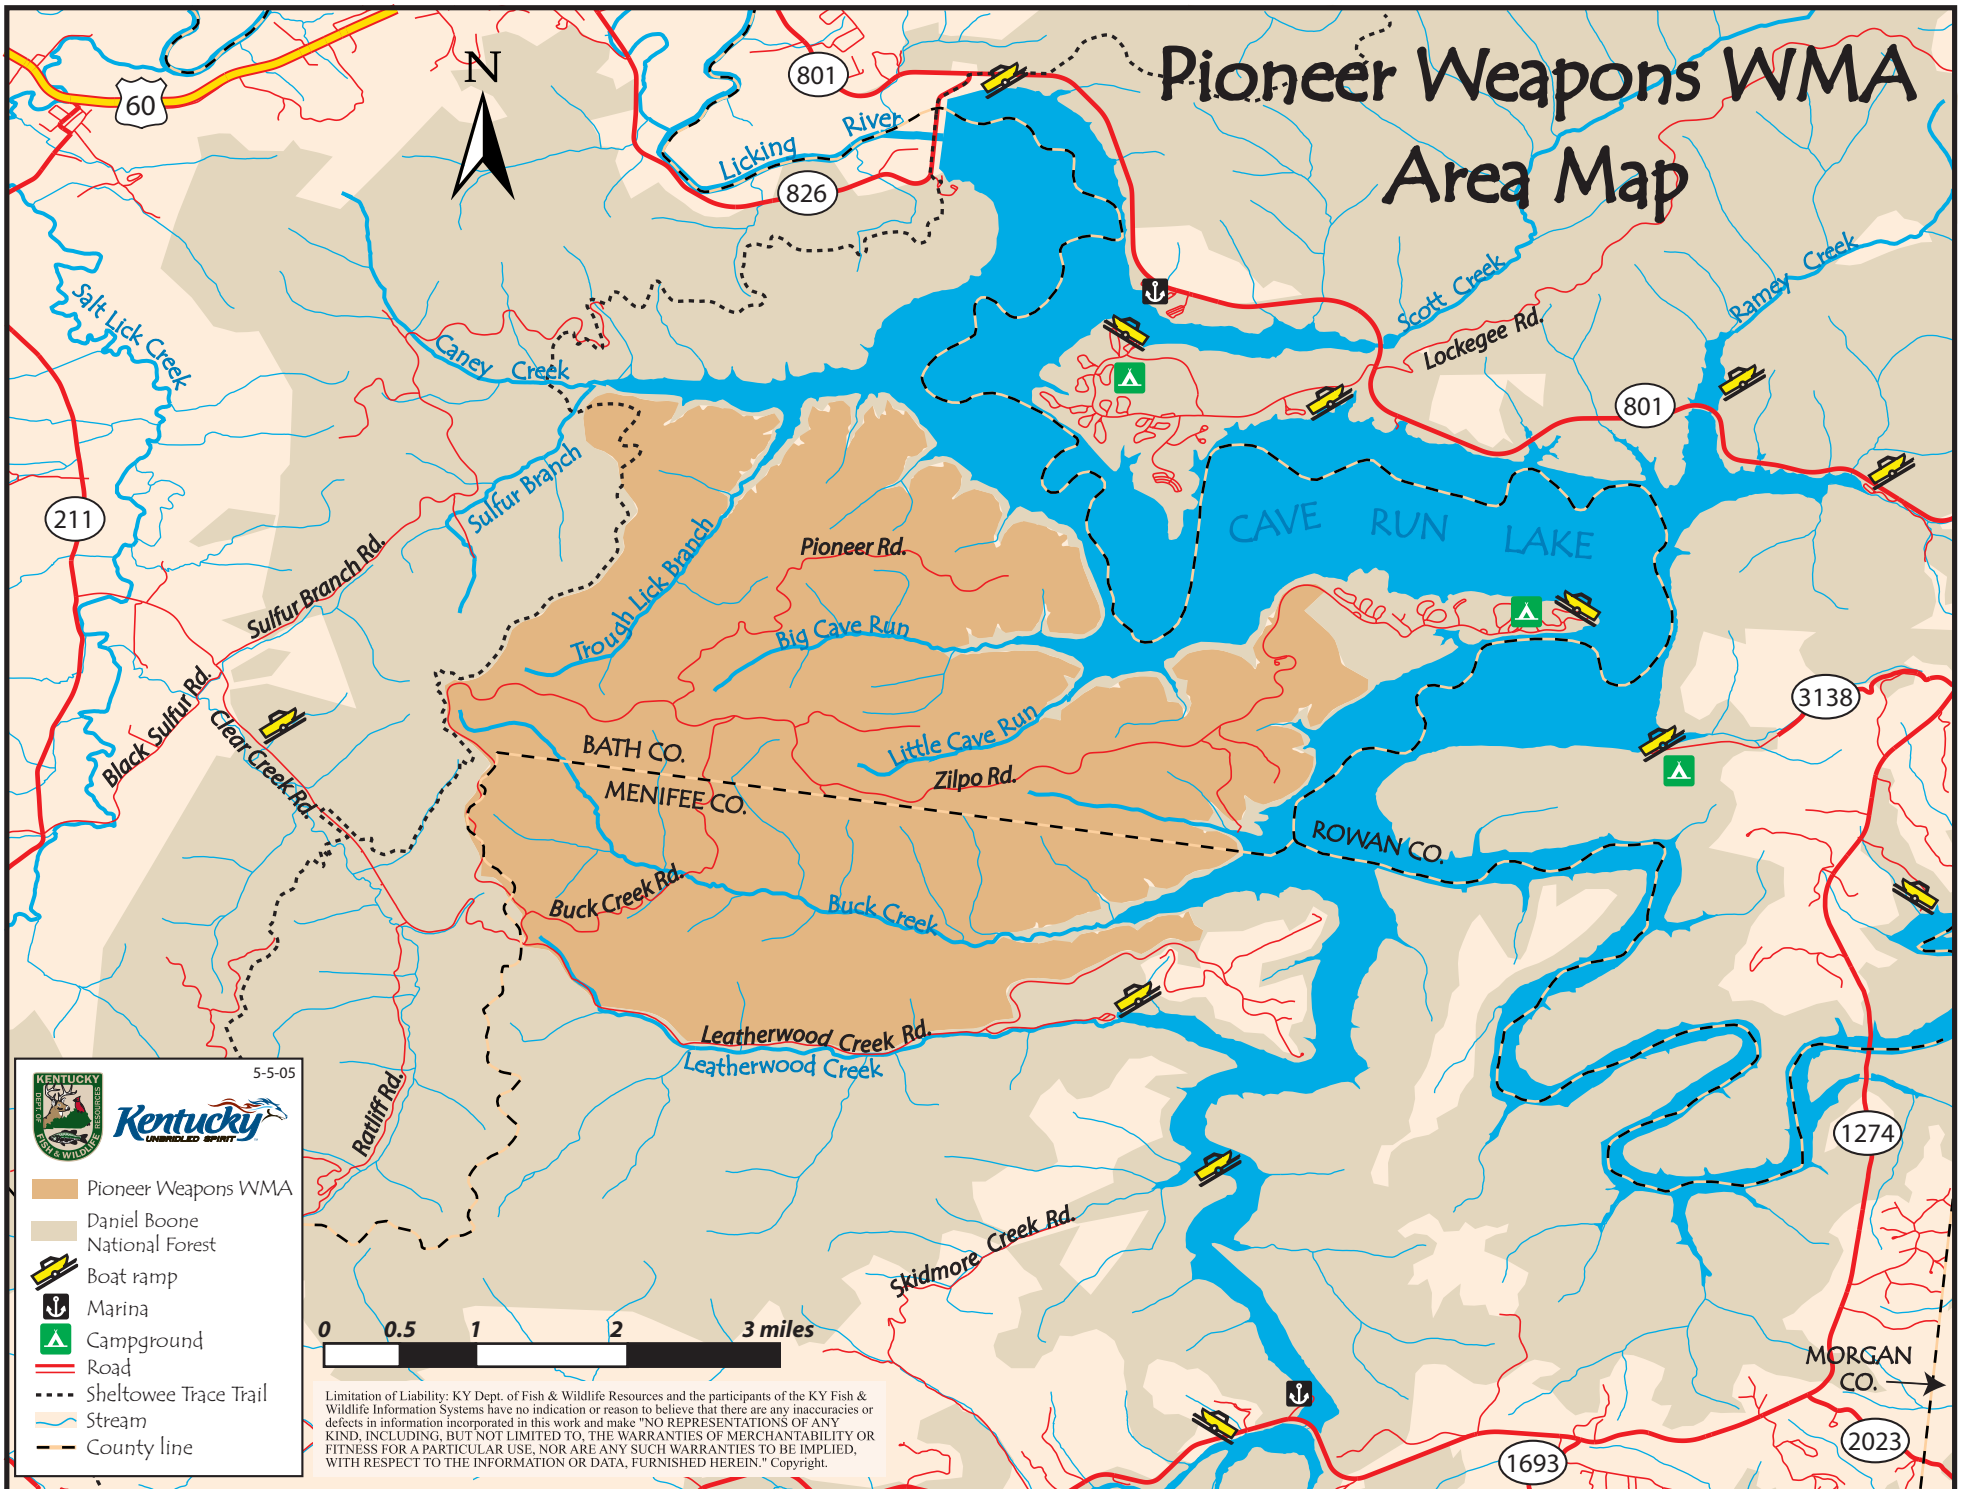 Pioneer Weapons WMA
Area Map
N
60
801
826
Licking River
Salt Lick Creek
Caney Creek
Scott Creek
Ramey Creek
Lockegee Rd.
801
211
Sulfur Branch
Sulfur Branch Rd.
Trough Lick Branch
Pioneer Rd.
Big Cave Run
CAVE RUN LAKE
Black Sulfur Rd.
Clear Creek Rd.
Little Cave Run
Zilpo Rd.
BATH CO.
MENIFEE CO.
ROWAN CO.
3138
Buck Creek Rd.
Buck Creek
Leatherwood Creek Rd.
Leatherwood Creek
Ratliff Rd.
Skidmore Creek Rd.
1274
MORGAN
CO.
2023
1693
5-5-05
KENTUCKY
DEPT. OF
FISH & WILDLIFE
RESOURCES
Kentucky
UNBRIDLED SPIRIT
Pioneer Weapons WMA
Daniel Boone
National Forest
Boat ramp
Marina
Campground
Road
Sheltowee Trace Trail
Stream
County line
0 0.5 1 2 3 miles
Limitation of Liability: KY Dept. of Fish & Wildlife Resources and the participants of the KY Fish &
Wildlife Information Systems have no indication or reason to believe that there are any inaccuracies or
defects in information incorporated in this work and make "NO REPRESENTATIONS OF ANY
KIND, INCLUDING, BUT NOT LIMITED TO, THE WARRANTIES OF MERCHANTABILITY OR
FITNESS FOR A PARTICULAR USE, NOR ARE ANY SUCH WARRANTIES TO BE IMPLIED,
WITH RESPECT TO THE INFORMATION OR DATA, FURNISHED HEREIN." Copyright.